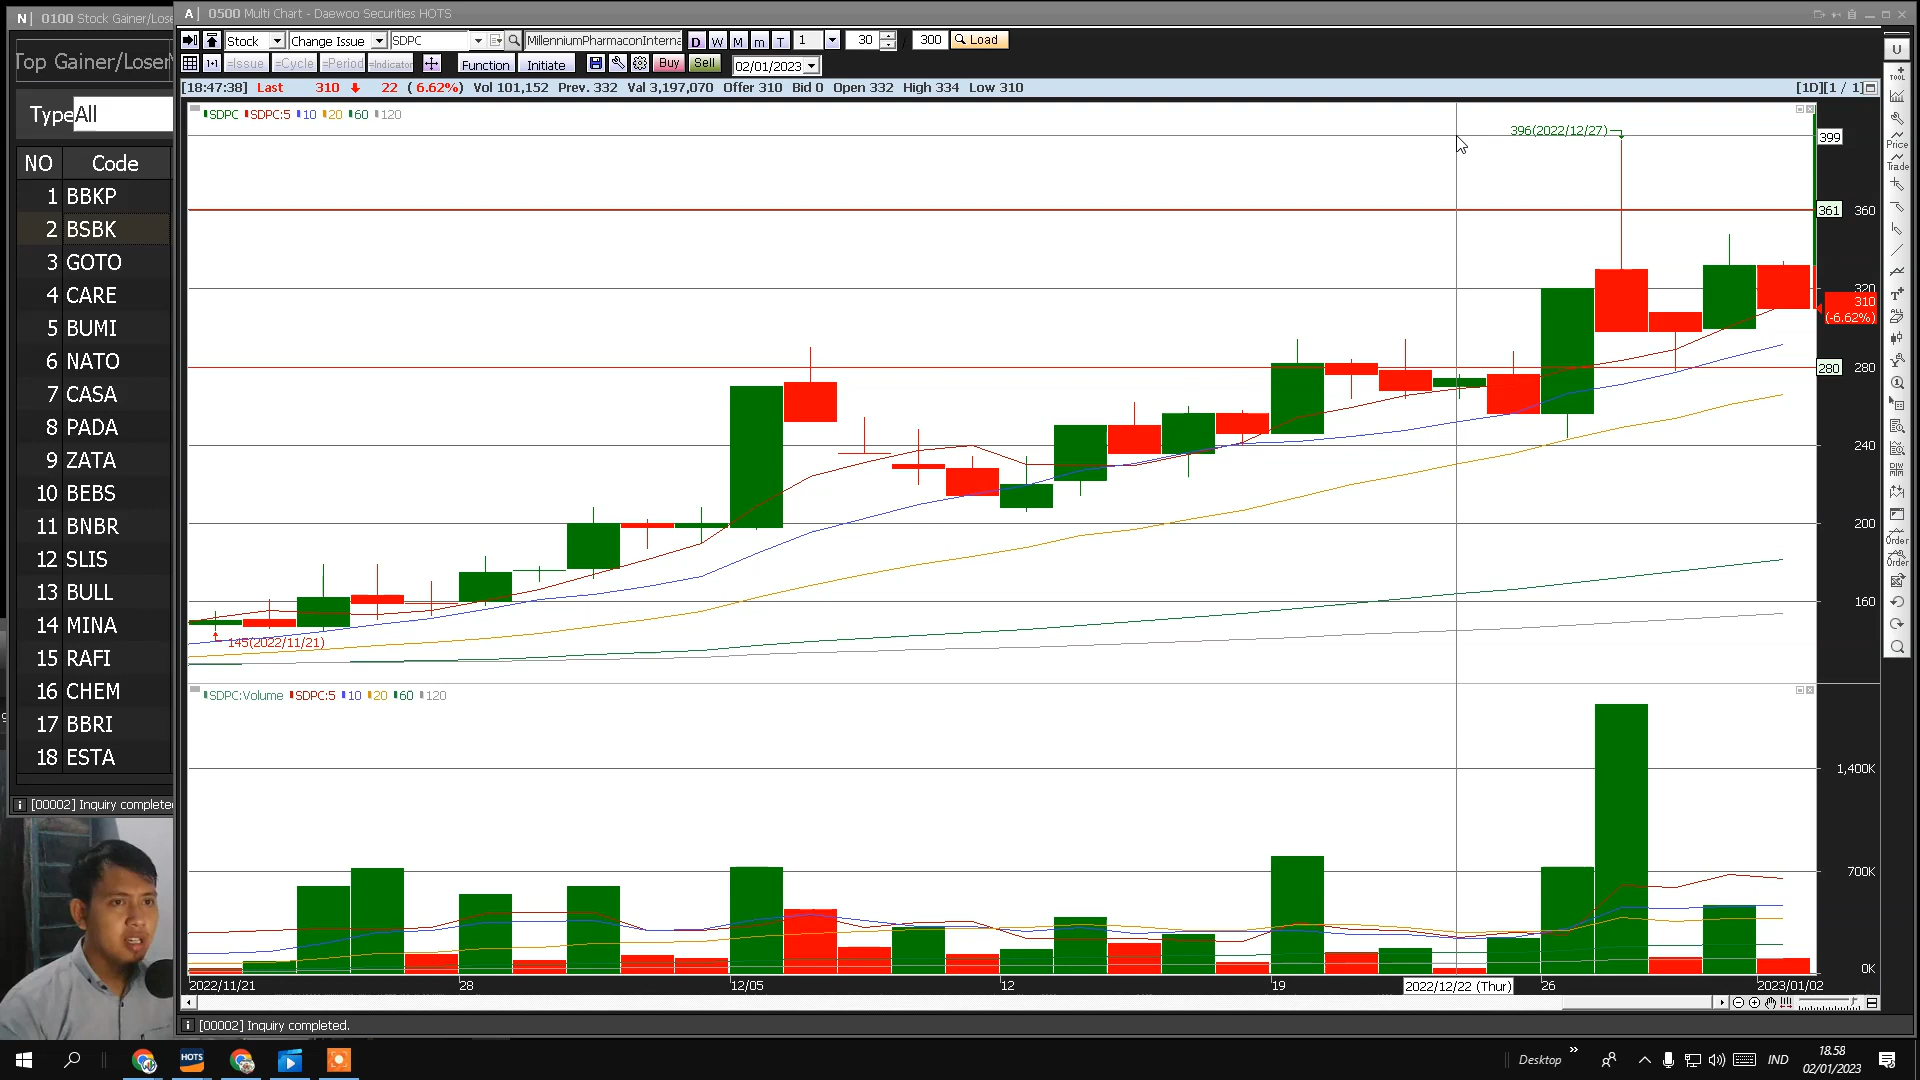 N| 0100 Stock Gainer/Lose
A| 0500 Multi Chart - Daewoo Securities HOTS
Top Gainer/Loser
Type All
NO Code
1 BBKP
2 BSBK
3 GOTO
4 CARE
5 BUMI
6 NATO
7 CASA
8 PADA
9 ZATA
10 BEBS
11 BNBR
12 SLIS
13 BULL
14 MINA
15 RAFI
16 CHEM
17 BBRI
18 ESTA
[00002] Inquiry complete
Stock Change Issue SDPC MillenniumPharmaconInterna D W M m T 1 30 300 Load
=Issue =Cycle =Period =Indicator Function Initiate Buy Sell 02/01/2023
[18:47:38] Last 310 22 ( 6.62%) Vol 101,152 Prev. 332 Val 3,197,070 Offer 310 Bid 0 Open 332 High 334 Low 310 [1D][1 / 1]
SDPC SDPC:5 10 20 60 120
396(2022/12/27)
399
361 360
320
310
(-6.62%)
280 280
240
200
160
145(2022/11/21)
SDPC:Volume SDPC:5 10 20 60 120
1,400K
700K
0K
2022/11/21 28 12/05 12 19 2022/12/22 (Thur) 26 2023/01/02
[00002] Inquiry completed.
U
TOOL
Price
Trade
T
ALL
Order
Order
HOTS
Desktop
IND
18.58
02/01/2023